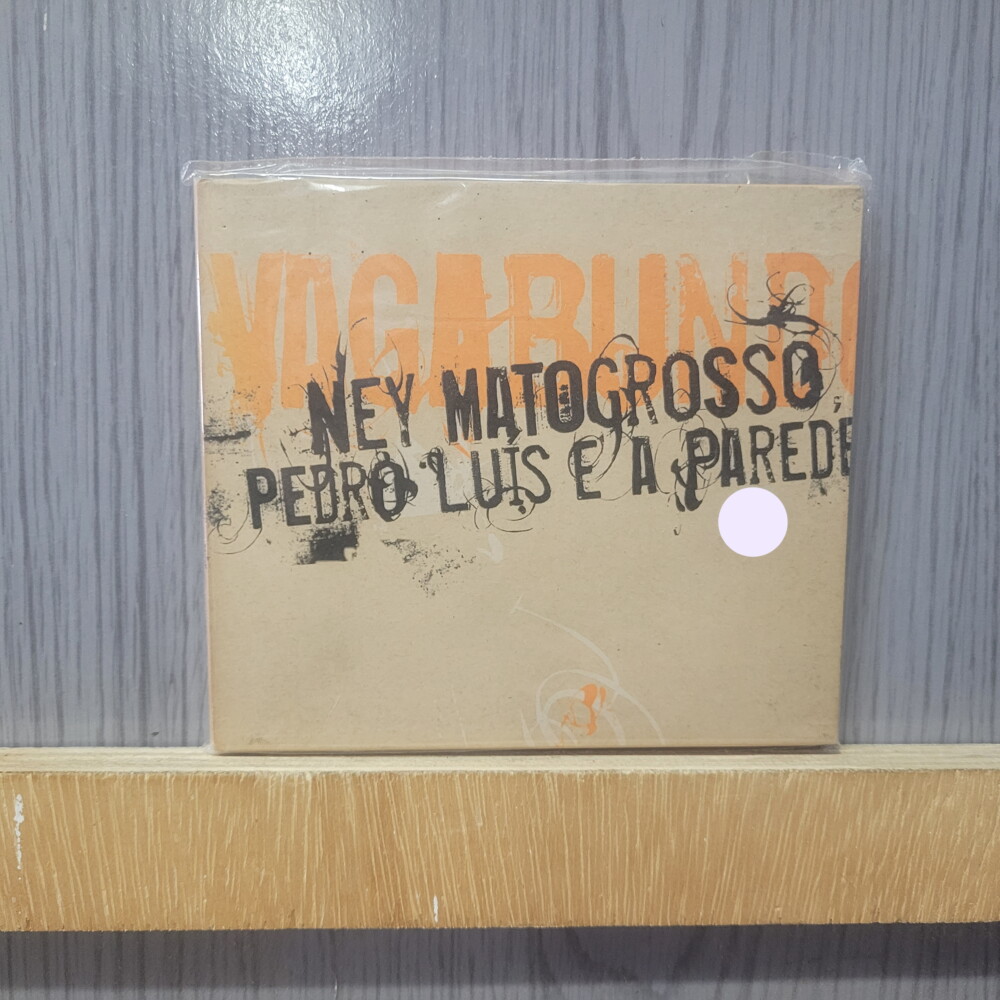 VAGABUNDO
NEY MATOGROSSO,
PEDRO LUÍS E A PAREDE